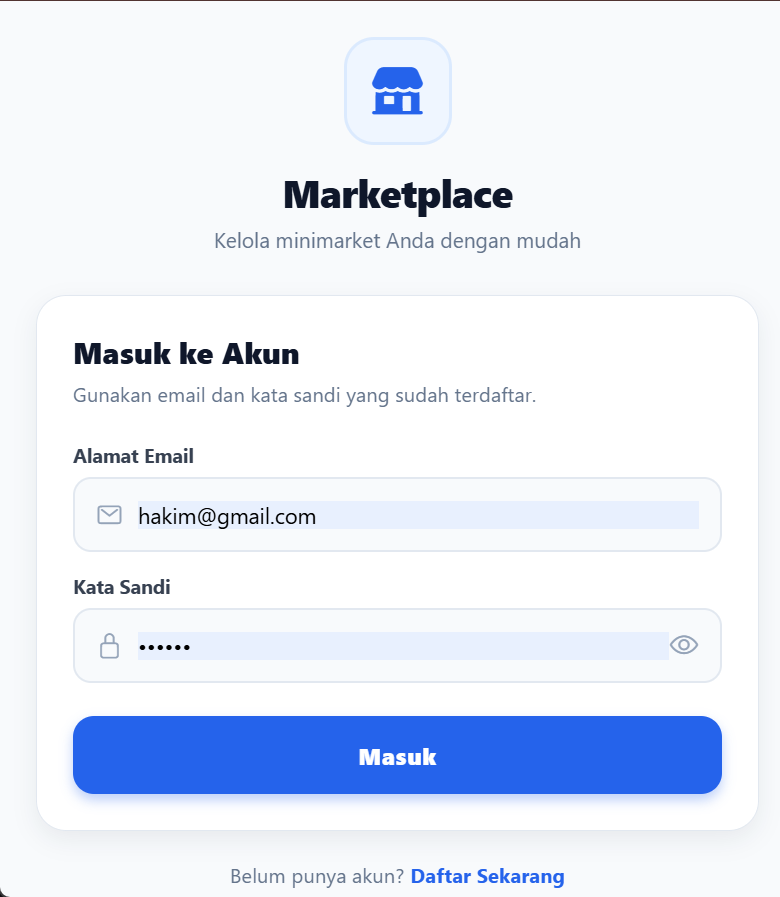 Marketplace
Kelola minimarket Anda dengan mudah
Masuk ke Akun
Gunakan email dan kata sandi yang sudah terdaftar.
Alamat Email
hakim@gmail.com
Kata Sandi
••••••
Masuk
Belum punya akun? Daftar Sekarang